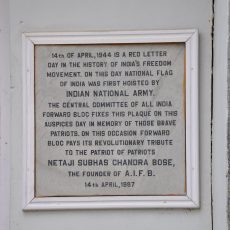 14TH OF APRIL, 1944 IS A RED LETTER
DAY IN THE HISTORY OF INDIA'S FREEDOM
MOVEMENT. ON THIS DAY NATIONAL FLAG
OF INDIA WAS FIRST HOISTED BY
INDIAN NATIONAL ARMY.
THE CENTRAL COMMITTEE OF ALL INDIA
FORWARD BLOC FIXES THIS PLAQUE ON THIS
AUSPICES DAY IN MEMORY OF THOSE BRAVE
PATRIOTS. ON THIS OCCASION FORWARD
BLOC PAYS ITS REVOLUTIONARY TRIBUTE
TO THE PATRIOT OF PATRIOTS
NETAJI SUBHAS CHANDRA BOSE,
THE FOUNDER OF A.I.F.B.
14TH APRIL, 1987